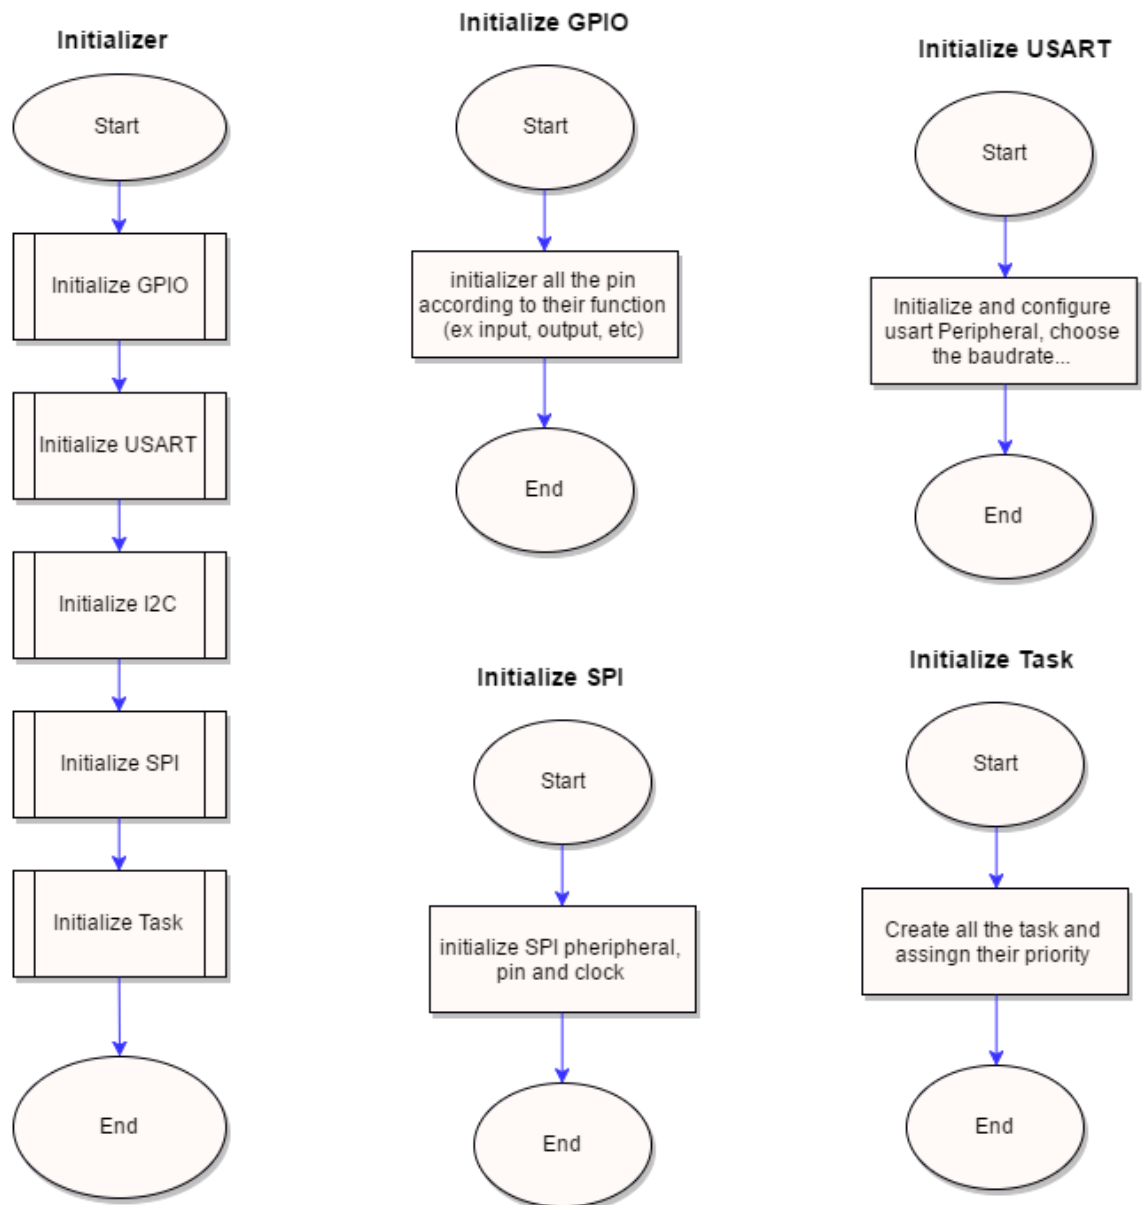 Initializer
Start
Initialize GPIO
Initialize USART
Initialize I2C
Initialize SPI
Initialize Task
End
Initialize GPIO
Start
initializer all the pin
according to their function
(ex input, output, etc)
End
Initialize USART
Start
Initialize and configure
usart Peripheral, choose
the baudrate...
End
Initialize SPI
Start
initialize SPI pheripheral,
pin and clock
End
Initialize Task
Start
Create all the task and
assingn their priority
End